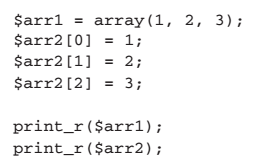 $arr1 = array(1, 2, 3);
$arr2[0] = 1;
$arr2[1] = 2;
$arr2[2] = 3;

print_r($arr1);
print_r($arr2);